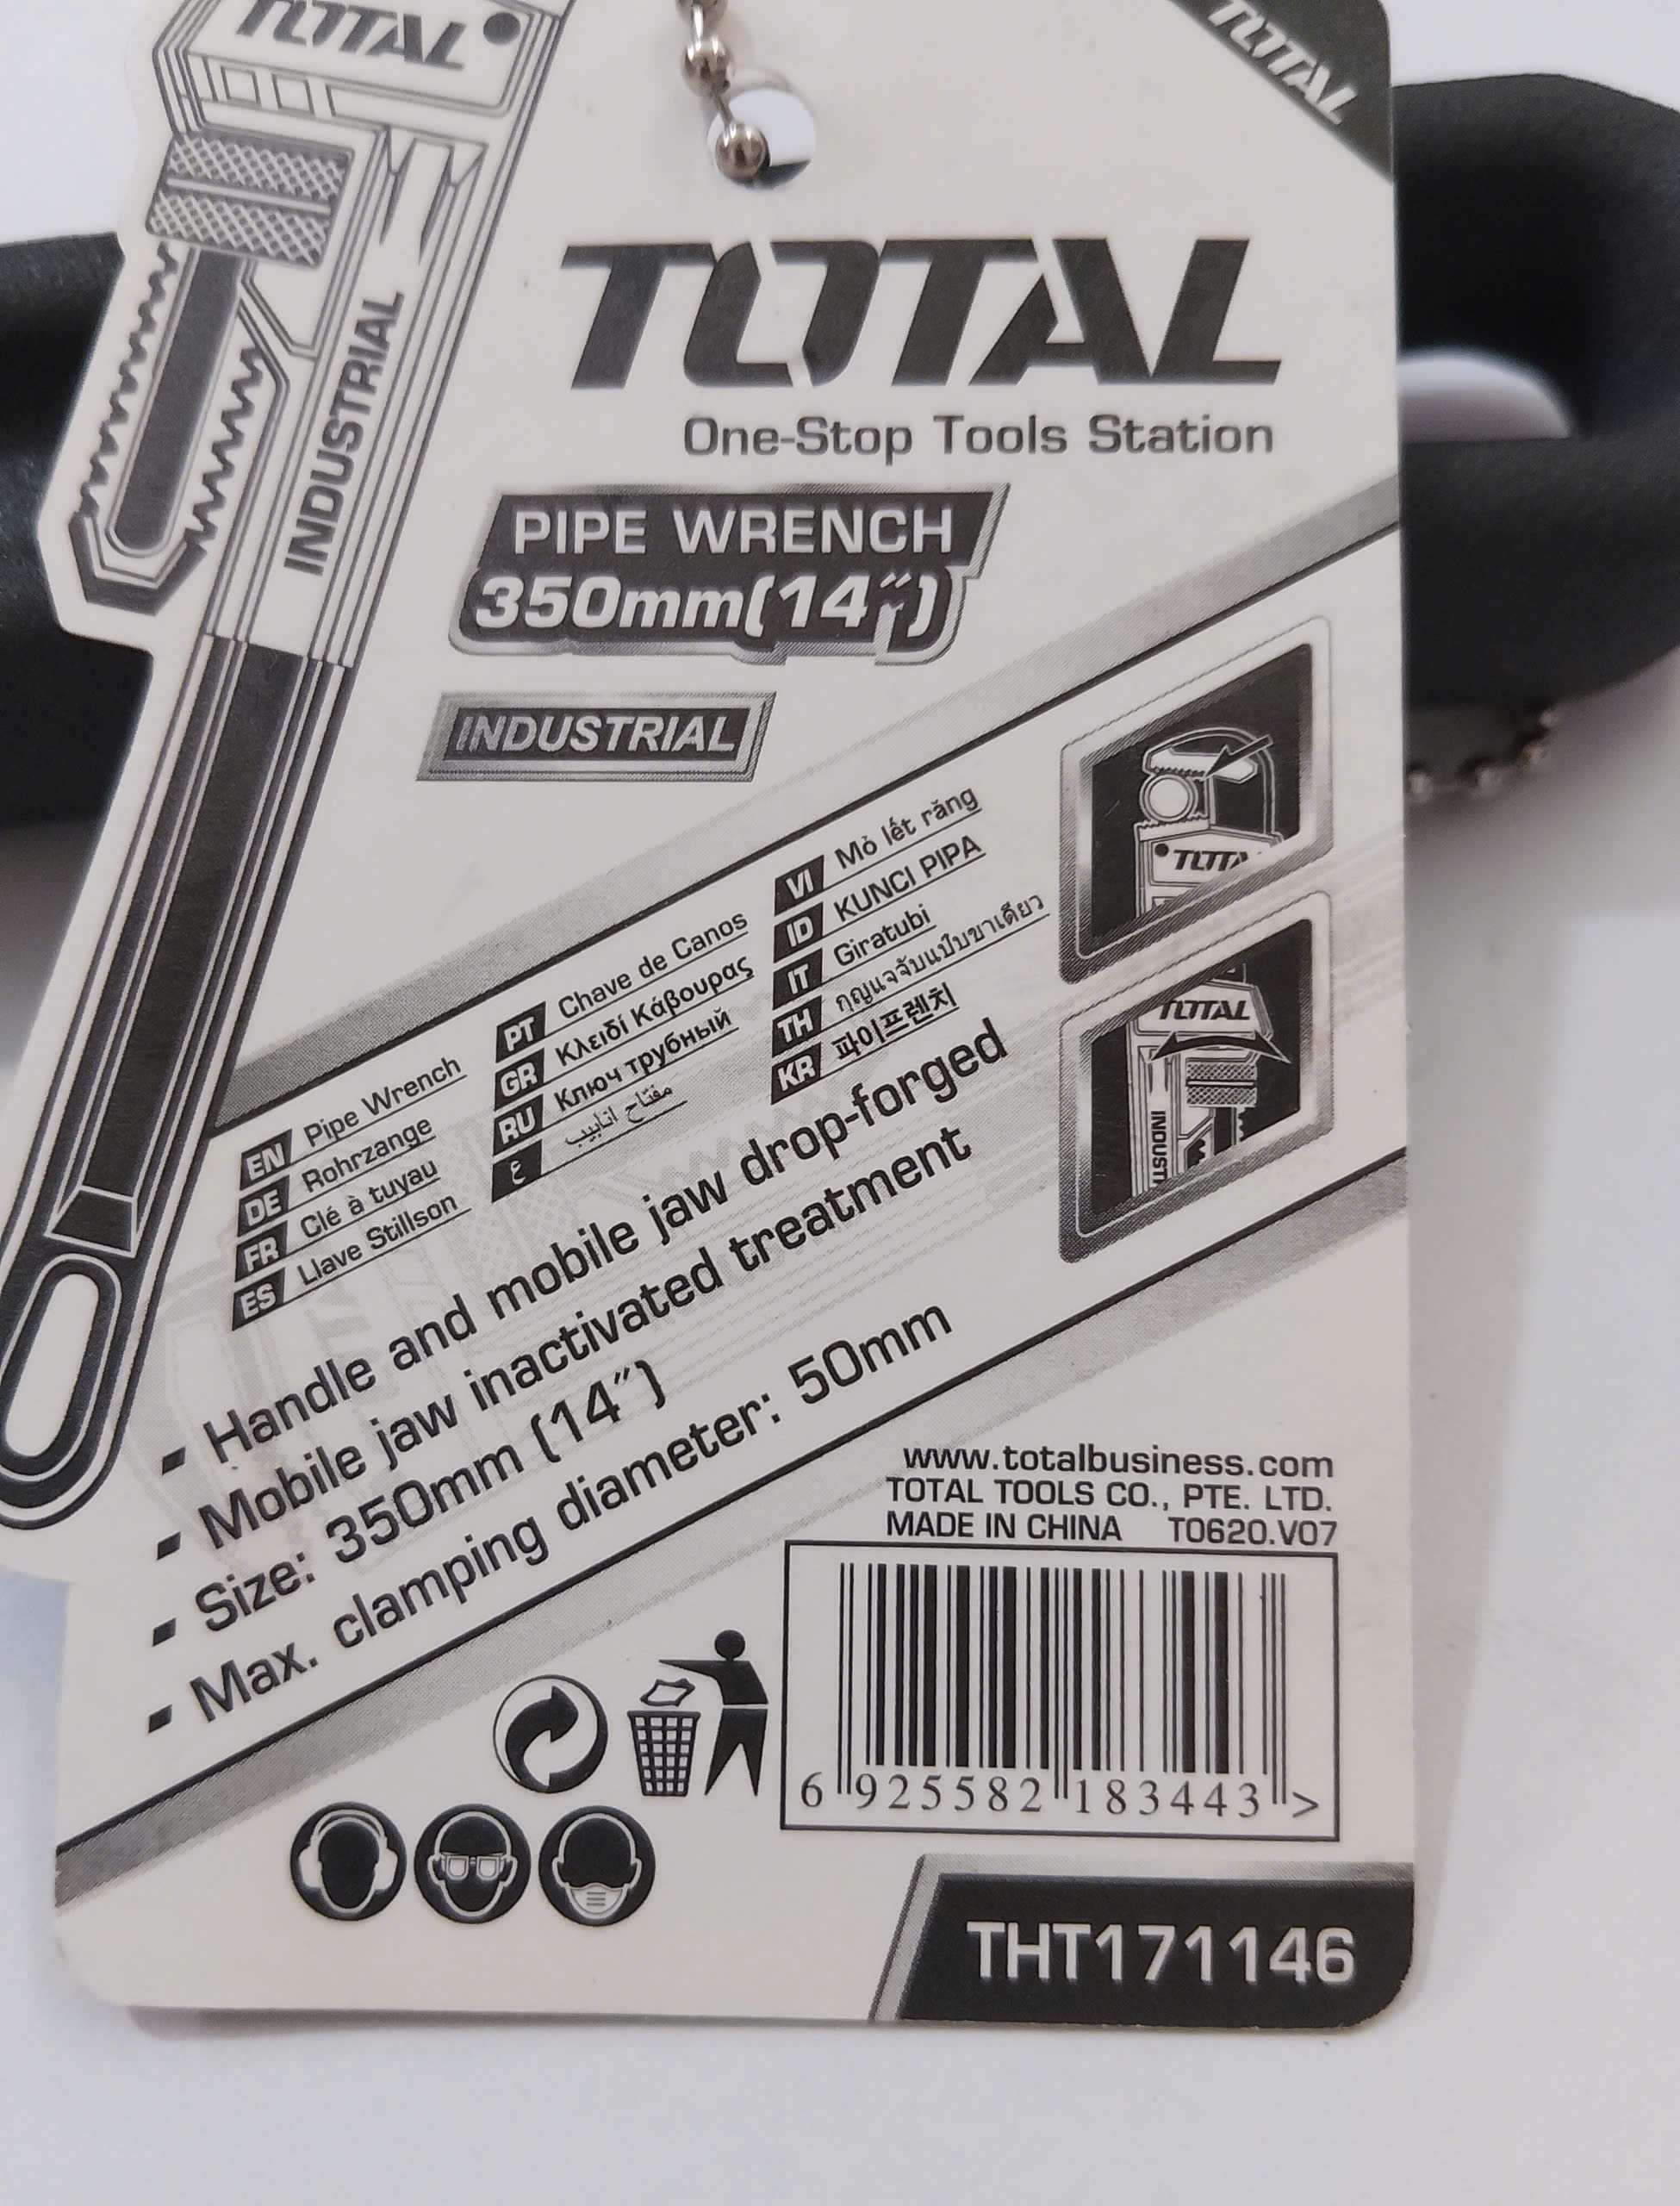 TOTAL
INDUSTRIAL
TOTAL
TOTAL
One-Stop Tools Station
PIPE WRENCH
350mm(14″)
INDUSTRIAL
EN Pipe Wrench
DE Rohrzange
FR Clé à tuyau
ES Llave Stillson
PT Chave de Canos
GR Κλειδί Κάβουρας
RU Ключ трубный
ع مفتاح انابيب
VI Mỏ lết răng
ID KUNCI PIPA
IT Giratubi
TH กุญแจจับแป๊บขาเดียว
KR 파이프렌치
TOTA
TOTAL
INDUST
- Handle and mobile jaw drop-forged
- Mobile jaw inactivated treatment
- Size: 350mm (14″)
- Max. clamping diameter: 50mm
www.totalbusiness.com
TOTAL TOOLS CO., PTE. LTD.
MADE IN CHINA T0620.V07
6 925582 183443 >
THT171146